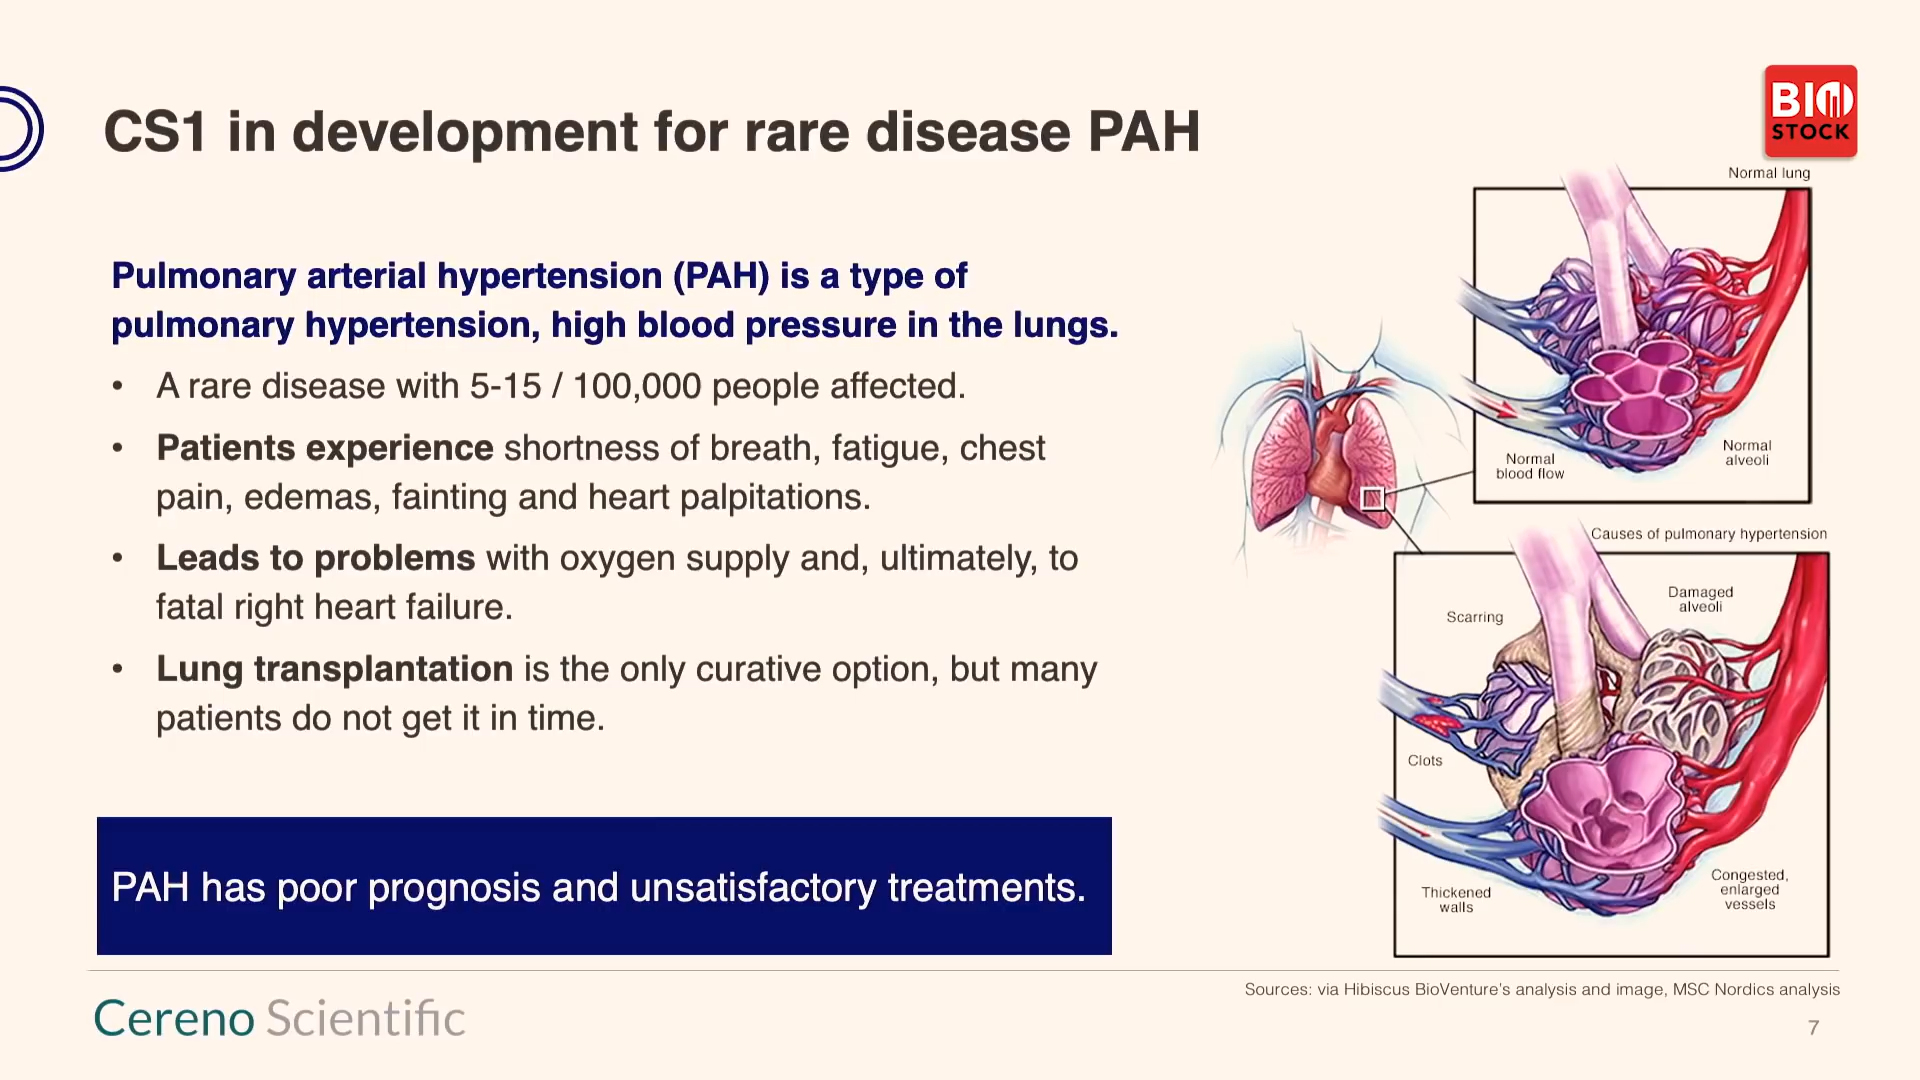 CS1 in development for rare disease PAH
BIO
STOCK
Pulmonary arterial hypertension (PAH) is a type of
pulmonary hypertension, high blood pressure in the lungs.
• A rare disease with 5-15 / 100,000 people affected.
• Patients experience shortness of breath, fatigue, chest
pain, edemas, fainting and heart palpitations.
• Leads to problems with oxygen supply and, ultimately, to
fatal right heart failure.
• Lung transplantation is the only curative option, but many
patients do not get it in time.
PAH has poor prognosis and unsatisfactory treatments.
Normal lung
Normal
blood flow
Normal
alveoli
Causes of pulmonary hypertension
Scarring
Damaged
alveoli
Clots
Thickened
walls
Congested,
enlarged
vessels
Sources: via Hibiscus BioVenture's analysis and image, MSC Nordics analysis
Cereno Scientific
7